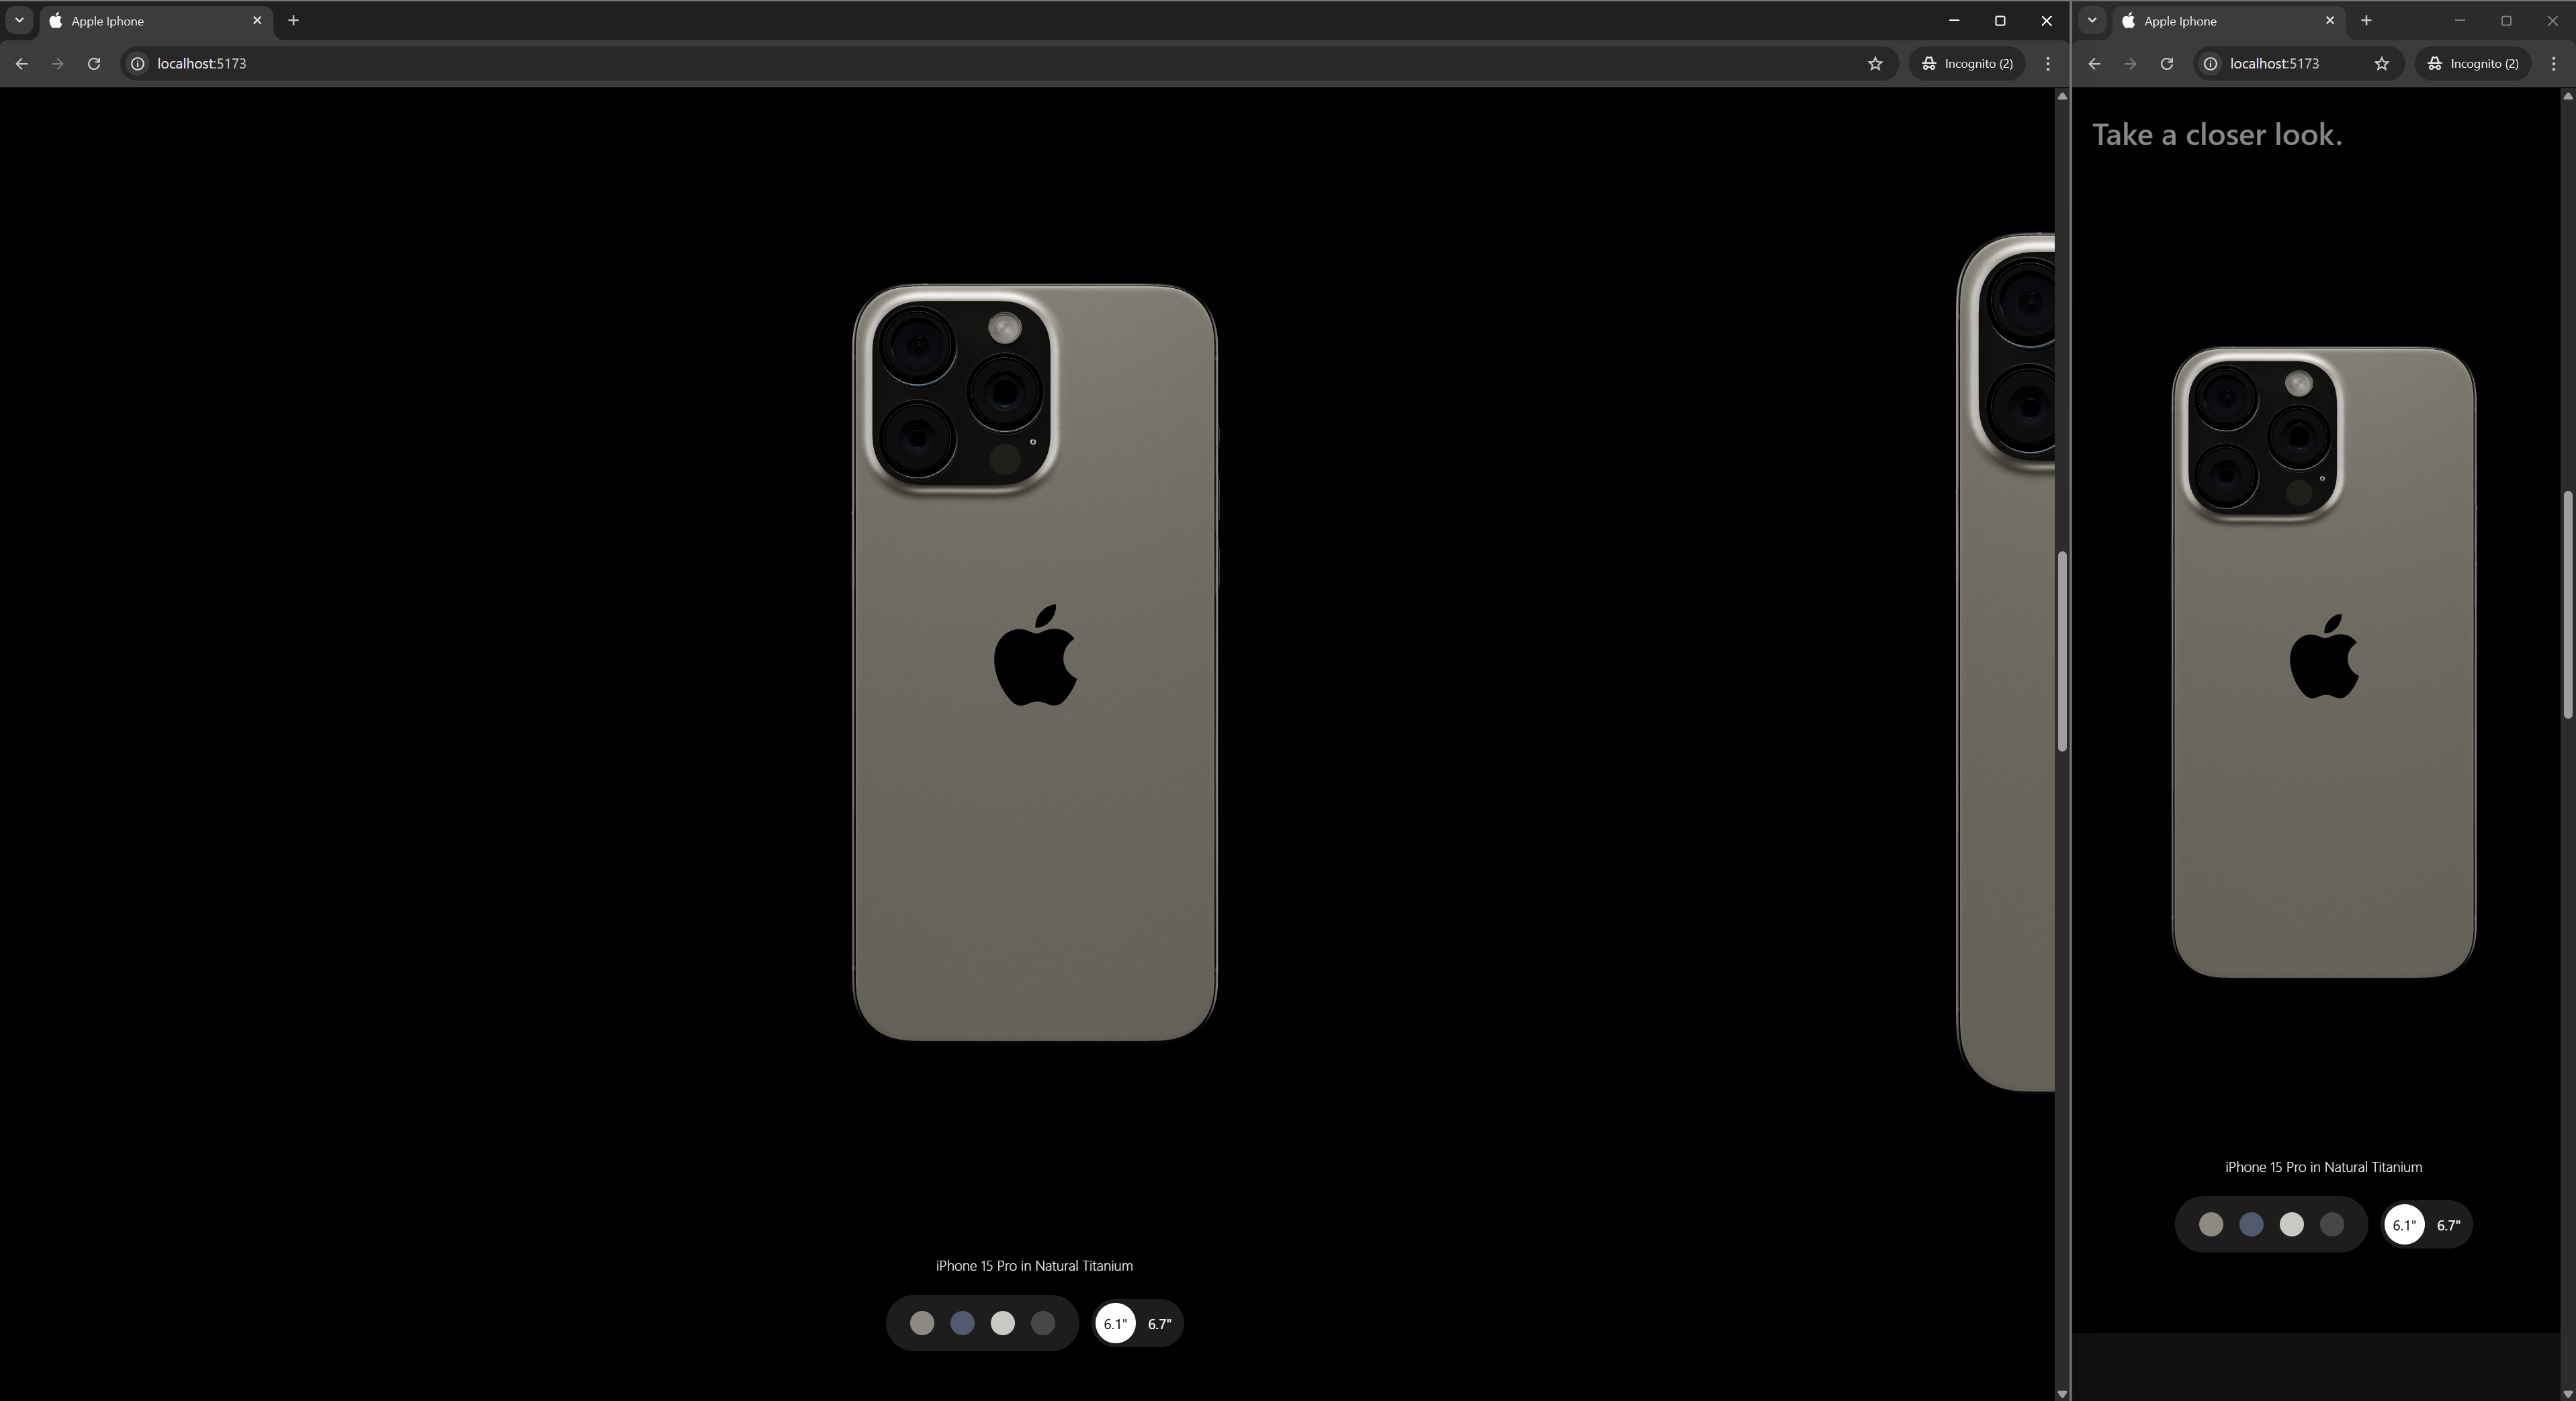 Apple Iphone
localhost:5173
Incognito (2)
iPhone 15 Pro in Natural Titanium
6.1" 6.7"
Apple Iphone
localhost:5173
Incognito (2)
Take a closer look.
iPhone 15 Pro in Natural Titanium
6.1" 6.7"